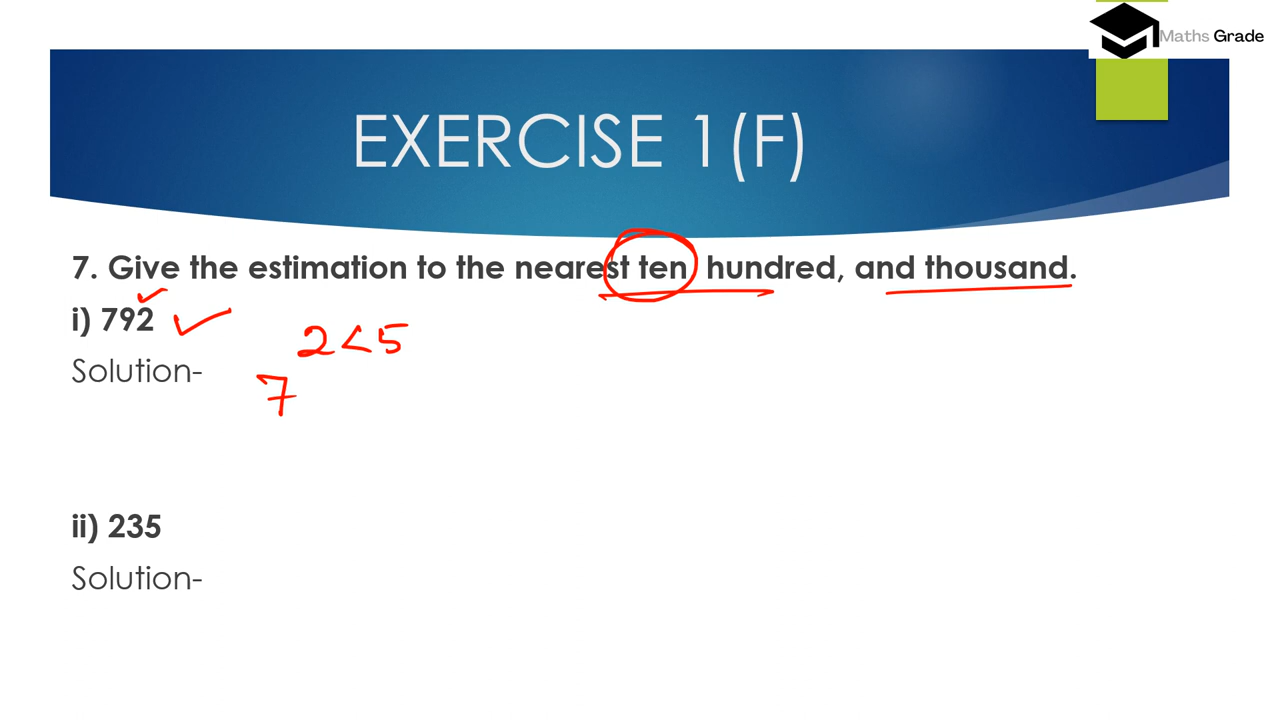 Maths Grade
EXERCISE 1(F)
7. Give the estimation to the nearest ten hundred, and thousand.
i) 792
2<5
Solution-
7
ii) 235
Solution-